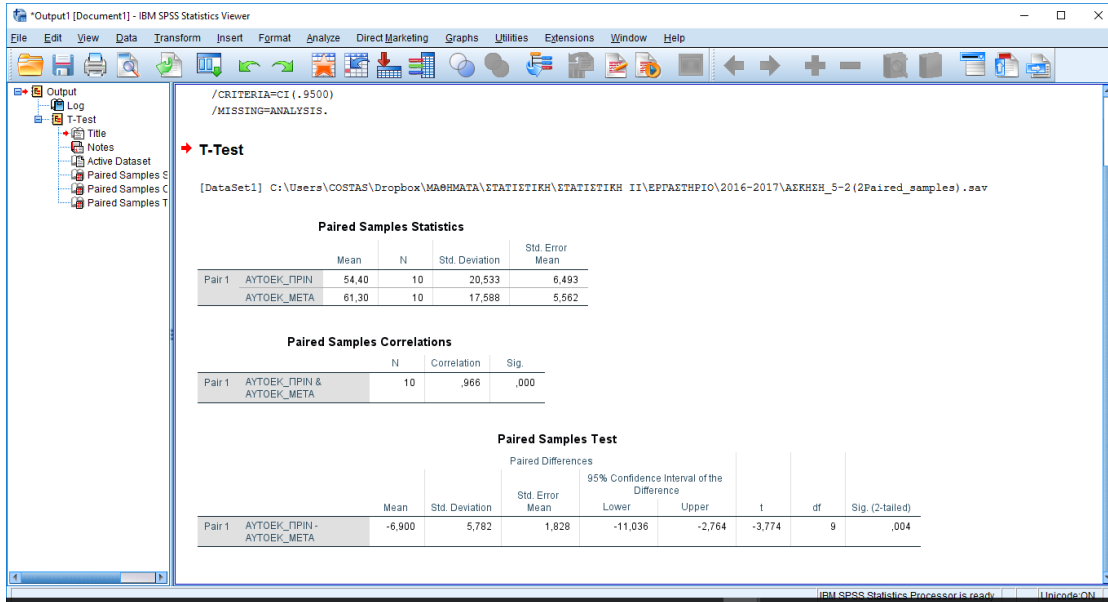 *Output1 [Document1] - IBM SPSS Statistics Viewer
File Edit View Data Transform Insert Format Analyze Direct Marketing Graphs Utilities Extensions Window Help
Output
Log
T-Test
Title
Notes
Active Dataset
Paired Samples S
Paired Samples C
Paired Samples T
/CRITERIA=CI(.9500)
/MISSING=ANALYSIS.
T-Test
[DataSet1] C:\Users\COSTAS\Dropbox\ΜΑΘΗΜΑΤΑ\ΣΤΑΤΙΣΤΙΚΗ\ΣΤΑΤΙΣΤΙΚΗ II\ΕΡΓΑΣΤΗΡΙΟ\2016-2017\ΑΣΚΗΣΗ_5-2(2Paired_samples).sav
Paired Samples Statistics
Mean N Std. Deviation Std. Error Mean
Pair 1 ΑΥΤΟΕΚ_ΠΡΙΝ 54,40 10 20,533 6,493
ΑΥΤΟΕΚ_ΜΕΤΑ 61,30 10 17,588 5,562
Paired Samples Correlations
N Correlation Sig.
Pair 1 ΑΥΤΟΕΚ_ΠΡΙΝ & ΑΥΤΟΕΚ_ΜΕΤΑ 10 ,966 ,000
Paired Samples Test
Paired Differences
95% Confidence Interval of the Difference
Mean Std. Deviation Std. Error Mean Lower Upper t df Sig. (2-tailed)
Pair 1 ΑΥΤΟΕΚ_ΠΡΙΝ - ΑΥΤΟΕΚ_ΜΕΤΑ -6,900 5,782 1,828 -11,036 -2,764 -3,774 9 ,004
IBM SPSS Statistics Processor is ready Unicode:ON